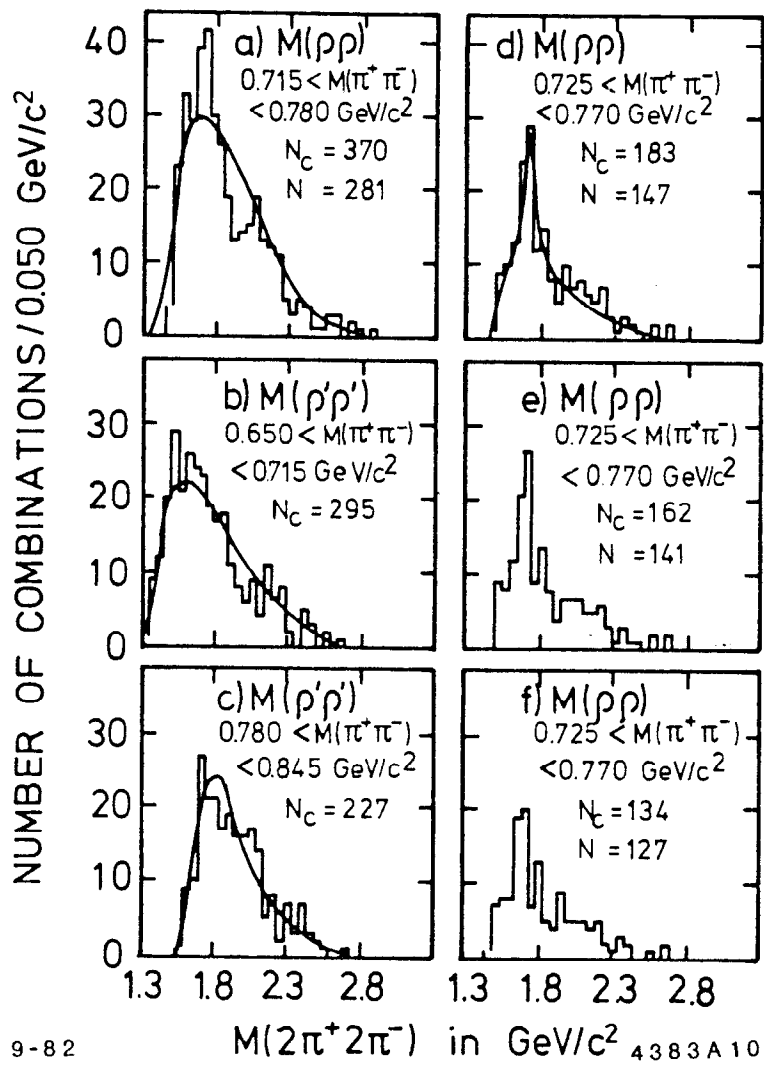 NUMBER OF COMBINATIONS/0.050 GeV/c²
40
30
20
10
0
a) M(ρρ)
0.715 < M(π⁺ π⁻)
<0.780 GeV/c²
N_c = 370
N = 281
d) M(ρρ)
0.725 < M(π⁺ π⁻)
<0.770 GeV/c²
N_c = 183
N = 147
30
20
10
0
b) M(ρ'ρ')
0.650 < M(π⁺π⁻)
<0.715 GeV/c²
N_c = 295
e) M(ρρ)
0.725 < M(π⁺π⁻)
<0.770 GeV/c²
N_c = 162
N = 141
30
20
10
0
c) M(ρ'ρ')
0.780 < M(π⁺π⁻)
<0.845 GeV/c²
N_c = 227
f) M(ρρ)
0.725 < M(π⁺π⁻)
<0.770 GeV/c²
N_c = 134
N = 127
1.3 1.8 2.3 2.8
1.3 1.8 2.3 2.8
M(2π⁺2π⁻) in GeV/c²
9-82
4383A10